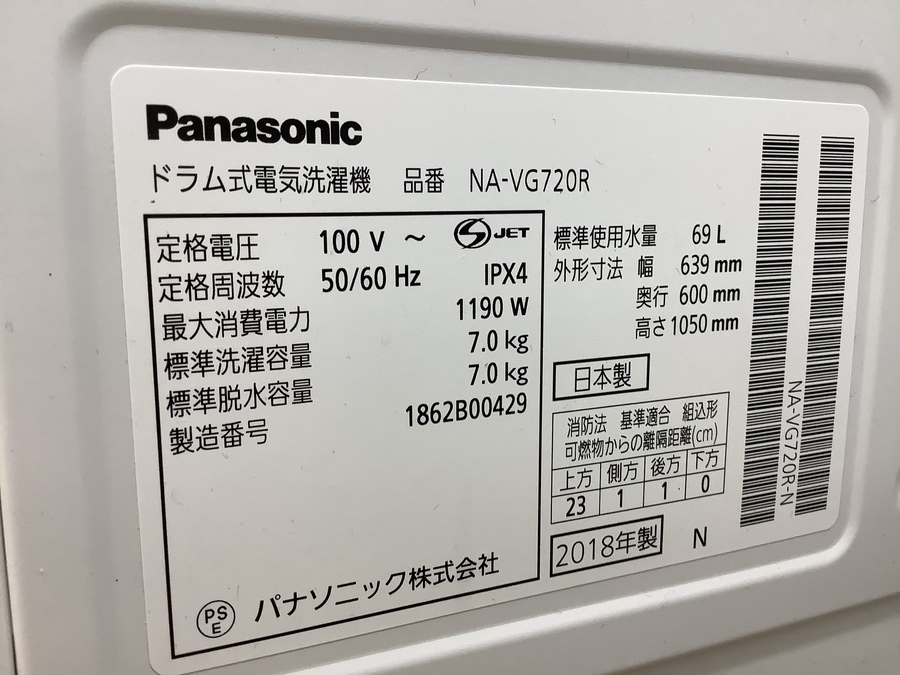 Panasonic
ドラム式電気洗濯機 品番 NA-VG720R
定格電圧 100 V ～ S JET
定格周波数 50/60 Hz IPX4
最大消費電力 1190 W
標準洗濯容量 7.0 kg
標準脱水容量 7.0 kg
製造番号 1862B00429
PS E パナソニック株式会社
標準使用水量 69 L
外形寸法 幅 639 mm
奥行 600 mm
高さ 1050 mm
日本製
消防法 基準適合 組込形
可燃物からの離隔距離(cm)
上方 側方 後方 下方
23 1 1 0
2018年製 N
NA-VG720R-N